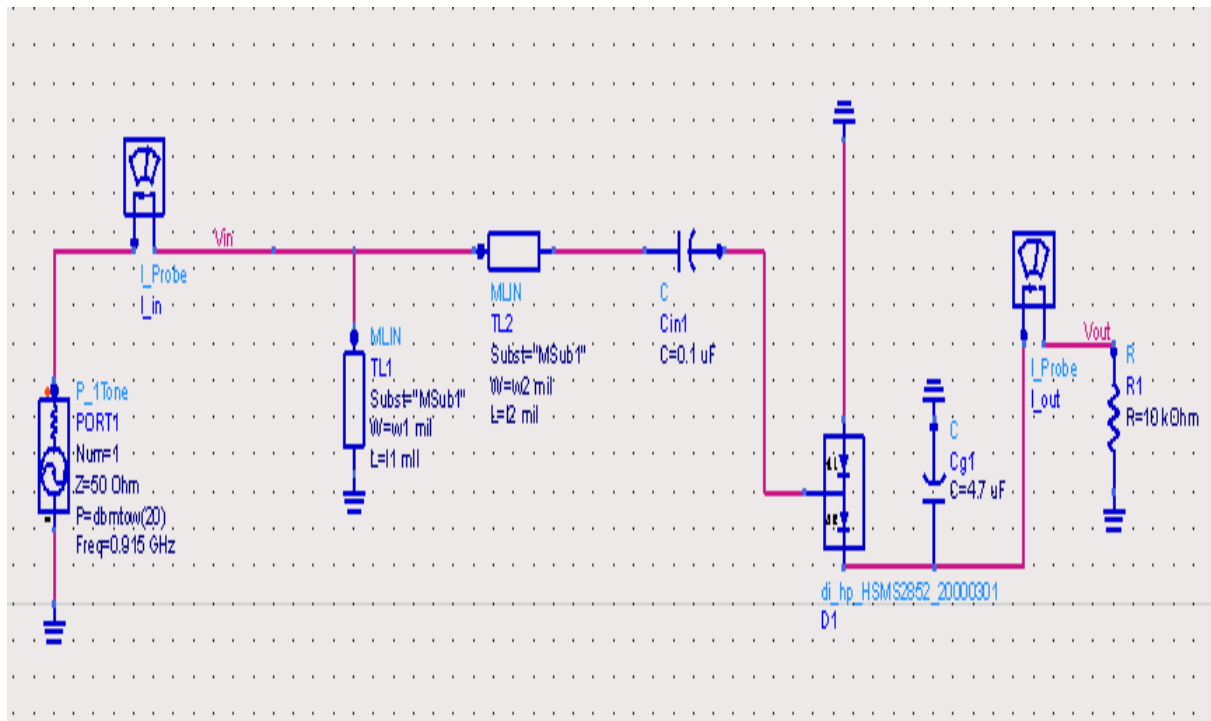 Vin
I_Probe
I_in
MLIN
TL2
Subst="MSub1"
W=w2 mil
L=l2 mil
C
Cin1
C=0.1 uF
MLIN
TL1
Subst="MSub1"
W=w1 mil
L=l1 mil
P_1Tone
PORT1
Num=1
Z=50 Ohm
P=dbmtow(20)
Freq=0.915 GHz
I_Probe
I_out
Vout
R
R1
R=10 kOhm
C
Cg1
C=4.7 uF
di_hp_HSMS2852_20000301
D1